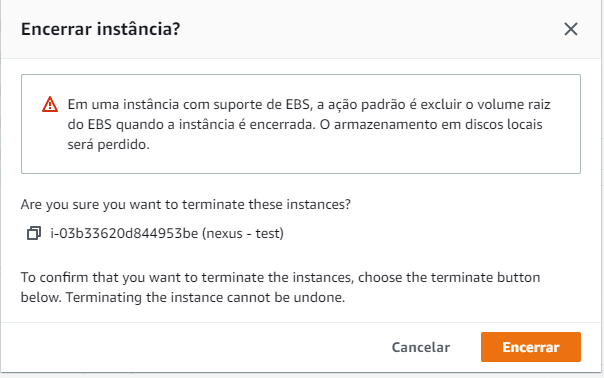 Encerrar instância?
Em uma instância com suporte de EBS, a ação padrão é excluir o volume raiz
do EBS quando a instância é encerrada. O armazenamento em discos locais
será perdido.
Are you sure you want to terminate these instances?
i-03b33620d844953be (nexus - test)
To confirm that you want to terminate the instances, choose the terminate button
below. Terminating the instance cannot be undone.
Cancelar
Encerrar